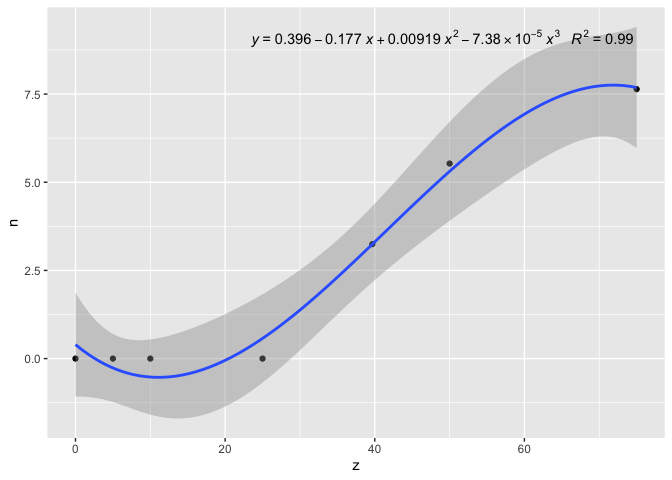 y = 0.396 – 0.177 x + 0.00919 x² – 7.38 × 10⁻⁵ x³ R² = 0.99
7.5
5.0
2.5
0.0
n
0 20 40 60
z